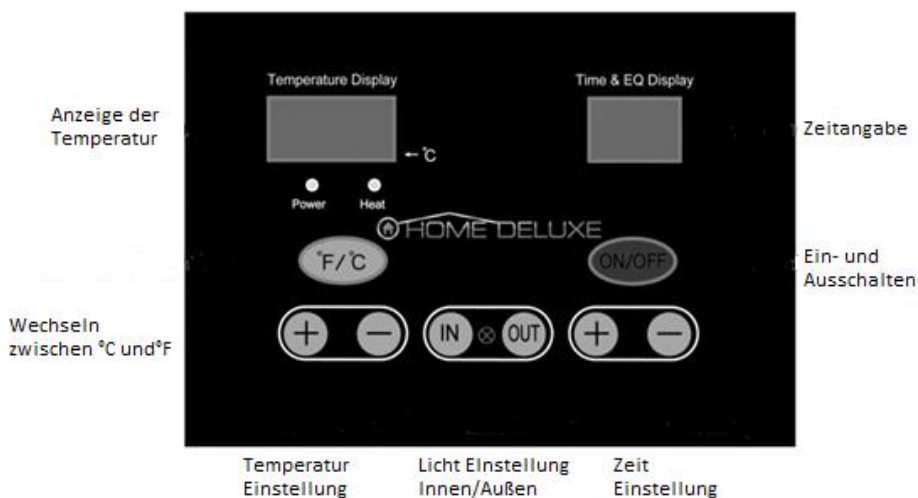 Temperature Display
Time & EQ Display
Anzeige der
Temperatur
Zeitangabe
←°C
Power
Heat
HOME DELUXE
°F/°C
ON/OFF
Ein- und
Ausschalten
Wechseln
zwischen °C und°F
+
−
IN
OUT
+
−
Temperatur
Einstellung
Licht EInstellung
Innen/Außen
Zeit
Einstellung